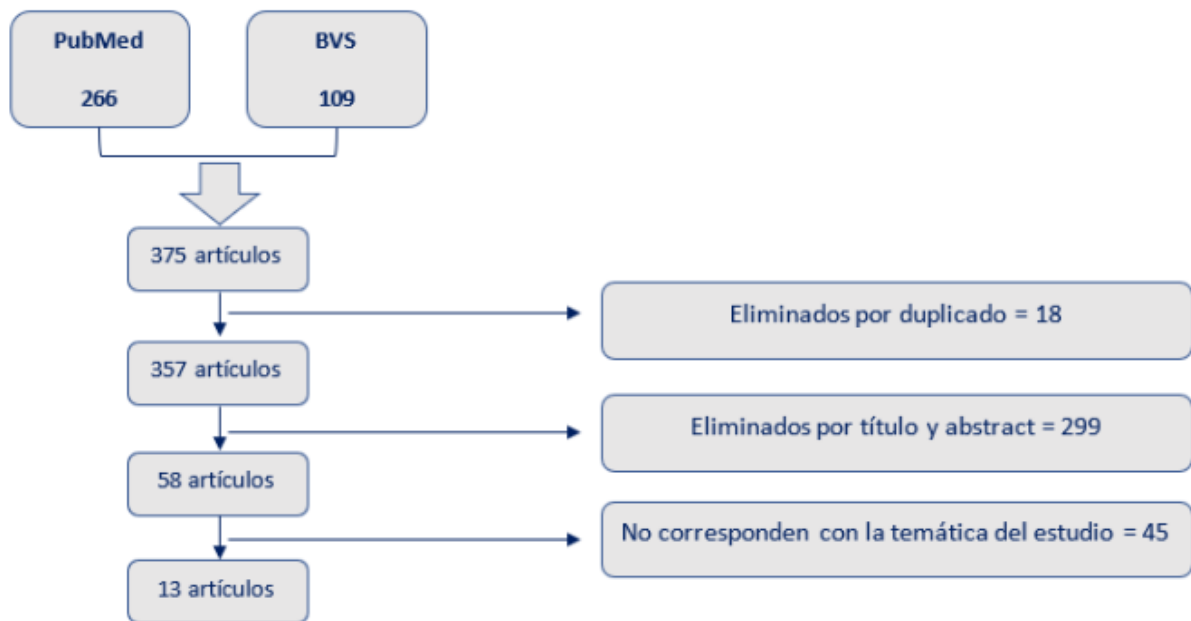 PubMed
266
BVS
109
375 artículos
Eliminados por duplicado = 18
357 artículos
Eliminados por título y abstract = 299
58 artículos
No corresponden con la temática del estudio = 45
13 artículos